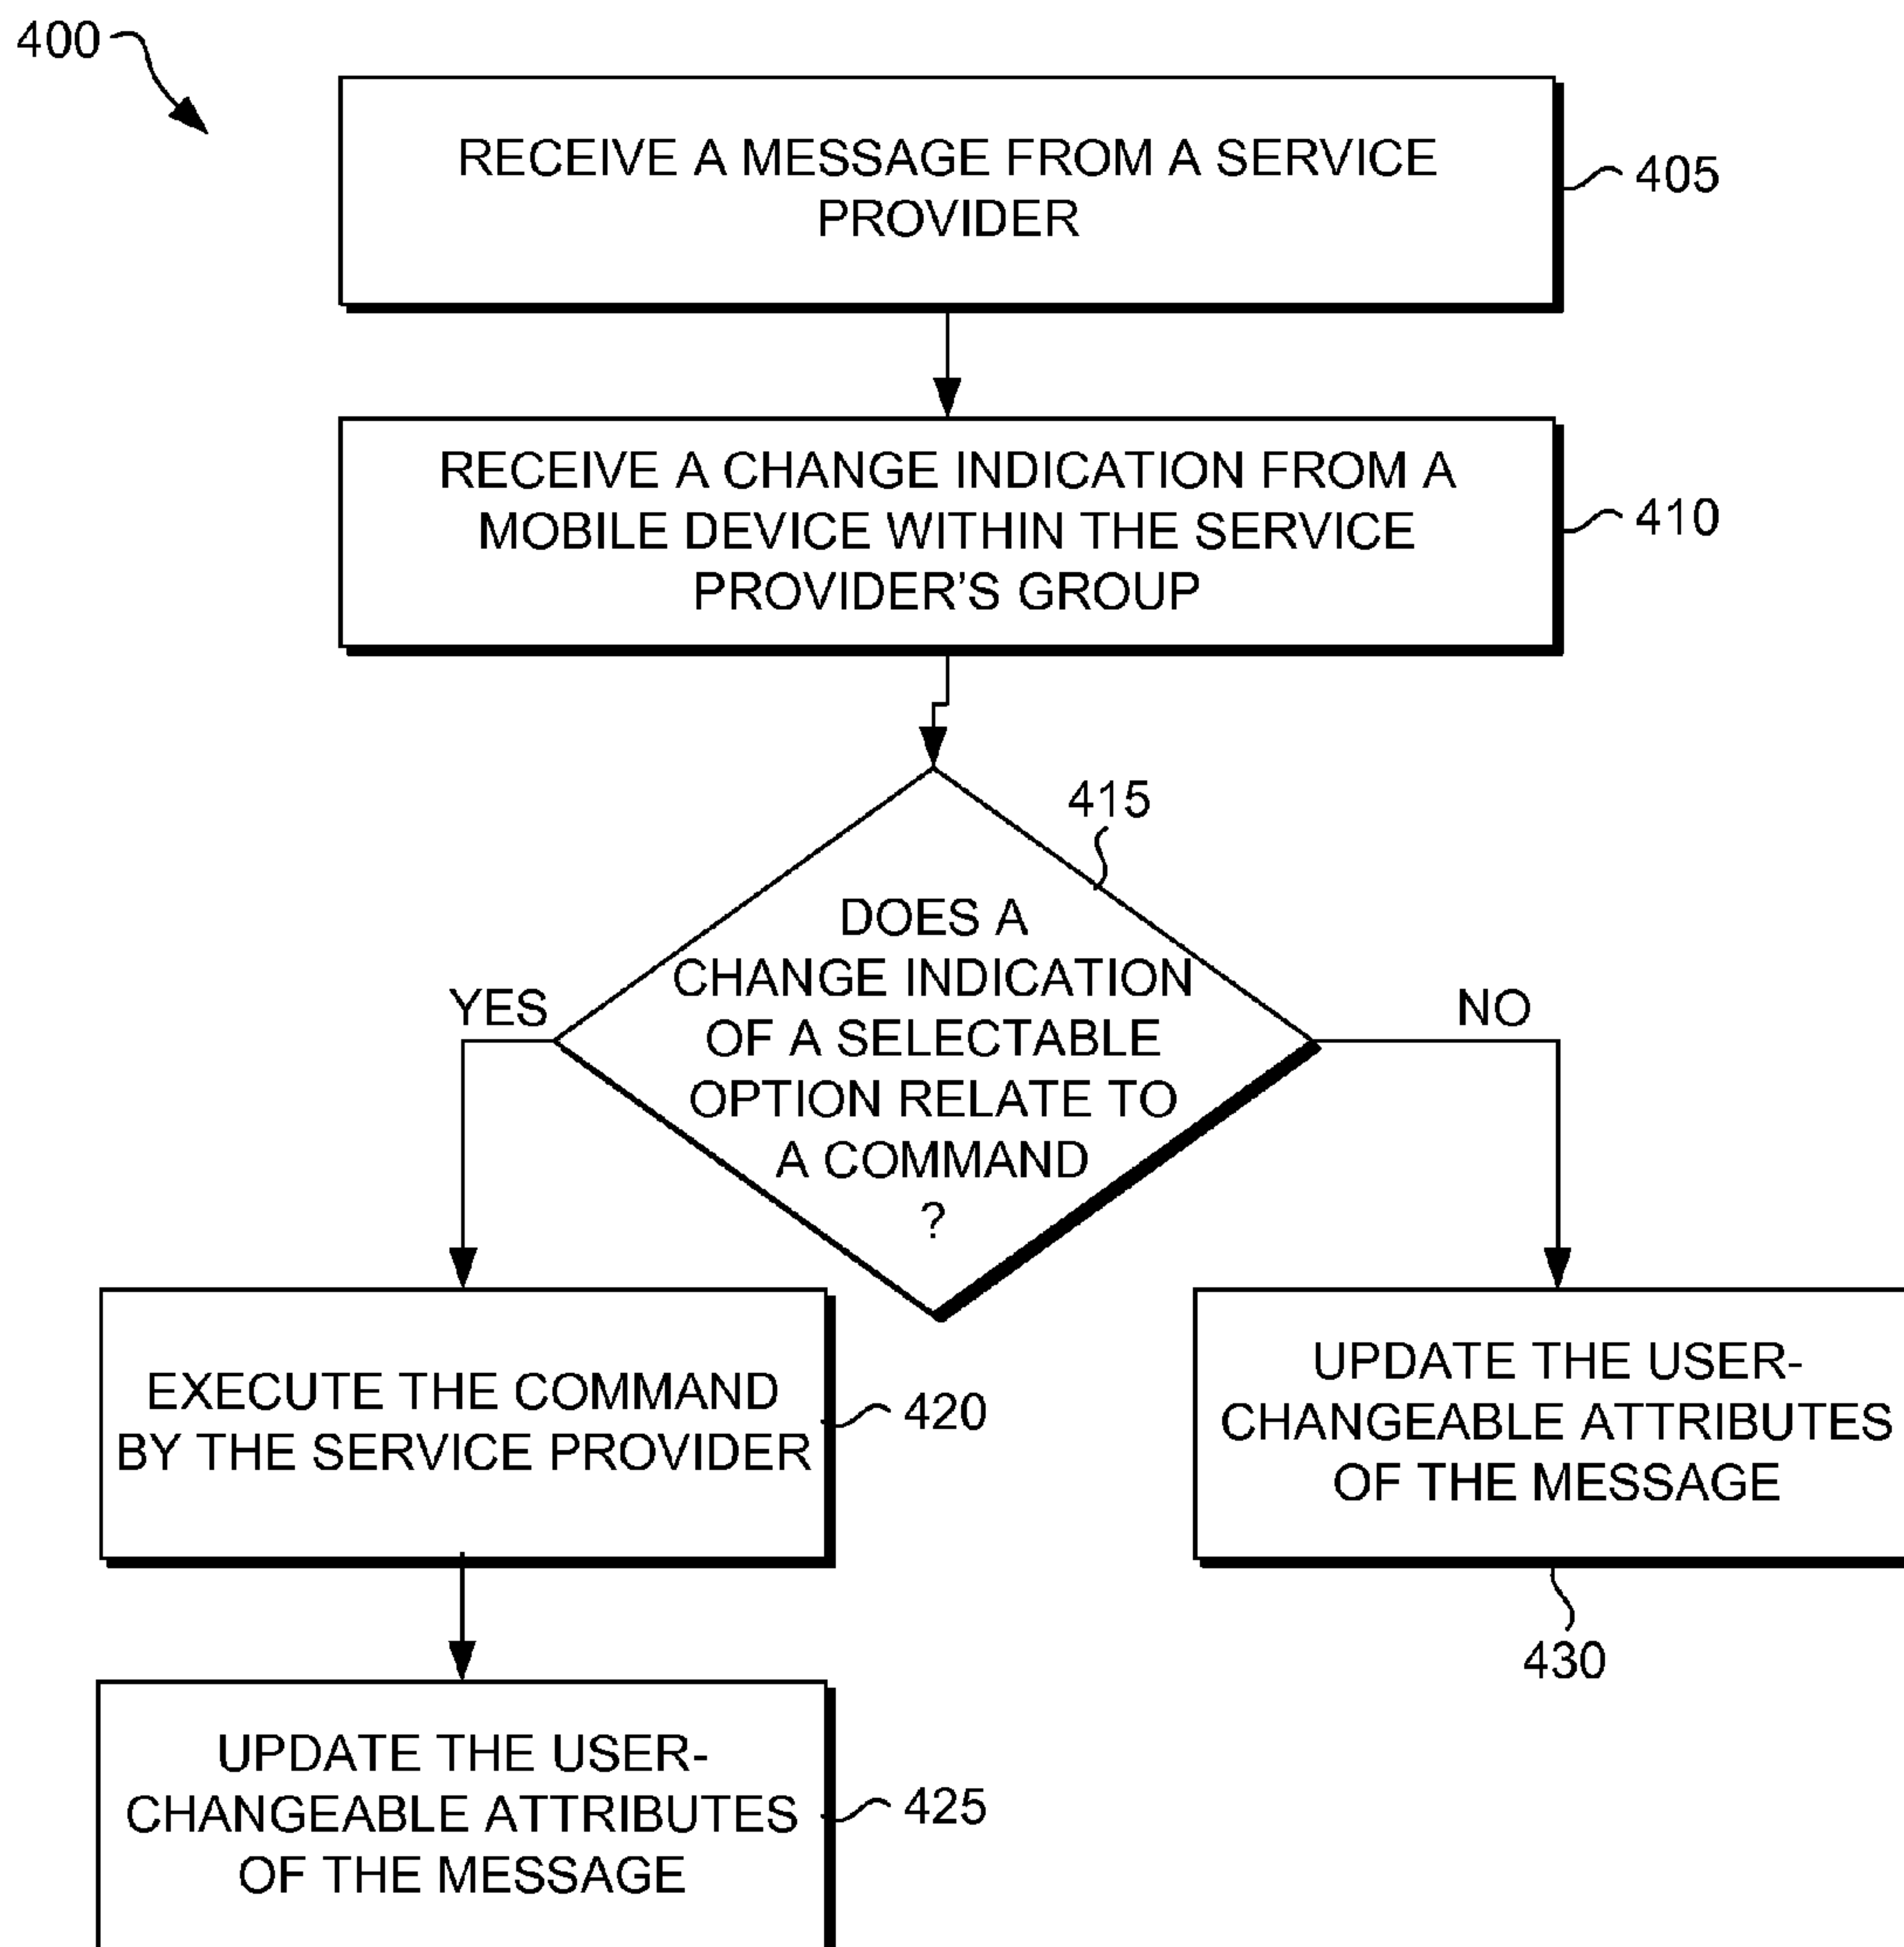 400
RECEIVE A MESSAGE FROM A SERVICE
PROVIDER
405
RECEIVE A CHANGE INDICATION FROM A
MOBILE DEVICE WITHIN THE SERVICE
PROVIDER’S GROUP
410
415
DOES A
CHANGE INDICATION
OF A SELECTABLE
OPTION RELATE TO
A COMMAND
?
YES
NO
EXECUTE THE COMMAND
BY THE SERVICE PROVIDER
420
UPDATE THE USER-
CHANGEABLE ATTRIBUTES
OF THE MESSAGE
430
UPDATE THE USER-
CHANGEABLE ATTRIBUTES
OF THE MESSAGE
425